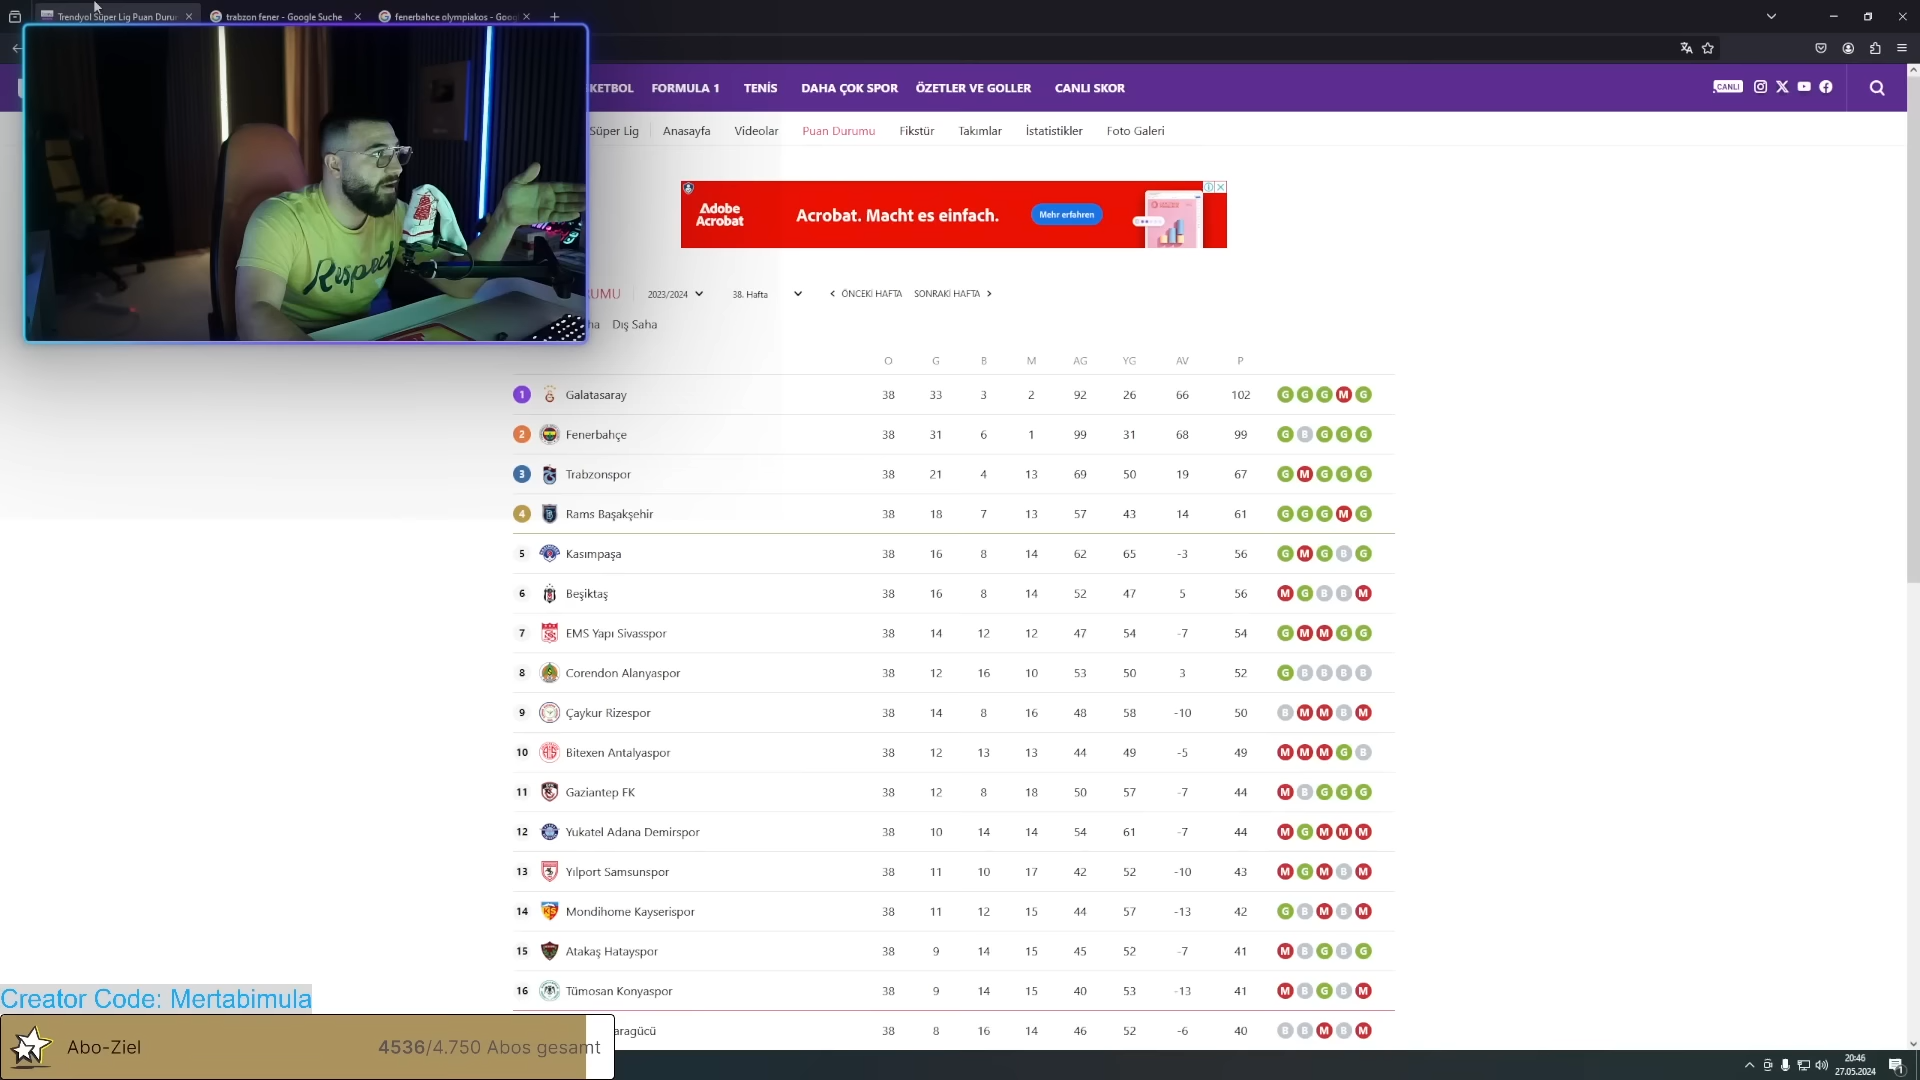 Trendyol Süper Lig Puan Duru
trabzon fener - Google Suche
fenerbahce olympiakos - Goog
KETBOL FORMULA 1 TENİS DAHA ÇOK SPOR ÖZETLER VE GOLLER CANLI SKOR
CANLI
Süper Lig Anasayfa Videolar Puan Durumu Fikstür Takımlar İstatistikler Foto Galeri
Adobe
Acrobat
Acrobat. Macht es einfach.
Mehr erfahren
Respect
RUMU 2023/2024 38. Hafta ÖNCEKİ HAFTA SONRAKİ HAFTA
ha Dış Saha
O G B M AG YG AV P
1 Galatasaray 38 33 3 2 92 26 66 102 G G G M G
2 Fenerbahçe 38 31 6 1 99 31 68 99 G B G G G
3 Trabzonspor 38 21 4 13 69 50 19 67 G M G G G
4 Rams Başakşehir 38 18 7 13 57 43 14 61 G G G M G
5 Kasımpaşa 38 16 8 14 62 65 -3 56 G M G B G
6 Beşiktaş 38 16 8 14 52 47 5 56 M G B B M
7 EMS Yapı Sivasspor 38 14 12 12 47 54 -7 54 G M M G G
8 Corendon Alanyaspor 38 12 16 10 53 50 3 52 G B B B B
9 Çaykur Rizespor 38 14 8 16 48 58 -10 50 B M M B M
10 Bitexen Antalyaspor 38 12 13 13 44 49 -5 49 M M M G B
11 Gaziantep FK 38 12 8 18 50 57 -7 44 M B G G G
12 Yukatel Adana Demirspor 38 10 14 14 54 61 -7 44 M G M M M
13 Yılport Samsunspor 38 11 10 17 42 52 -10 43 M G M B M
14 Mondihome Kayserispor 38 11 12 15 44 57 -13 42 G B M B M
15 Atakaş Hatayspor 38 9 14 15 45 52 -7 41 M B G B G
16 Tümosan Konyaspor 38 9 14 15 40 53 -13 41 M B G B M
aragücü 38 8 16 14 46 52 -6 40 B B M B M
Creator Code: Mertabimula
Abo-Ziel 4536/4.750 Abos gesamt
20:46
27.05.2024